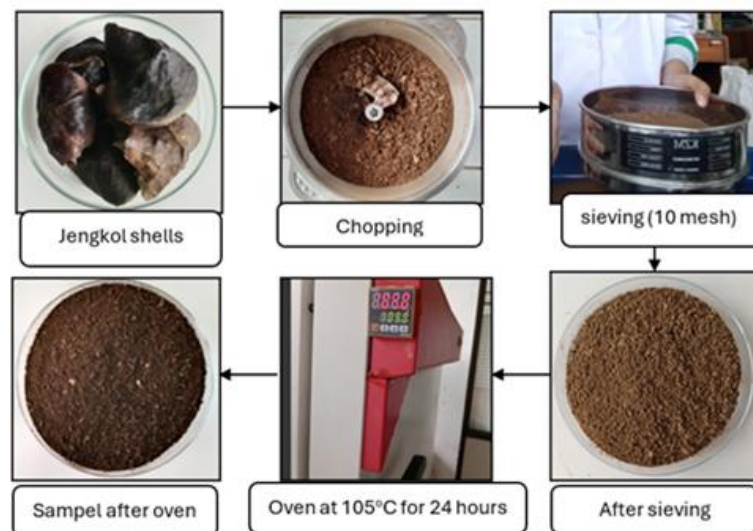 Jengkol shells
Chopping
sieving (10 mesh)
After sieving
Oven at 105°C for 24 hours
Sampel after oven